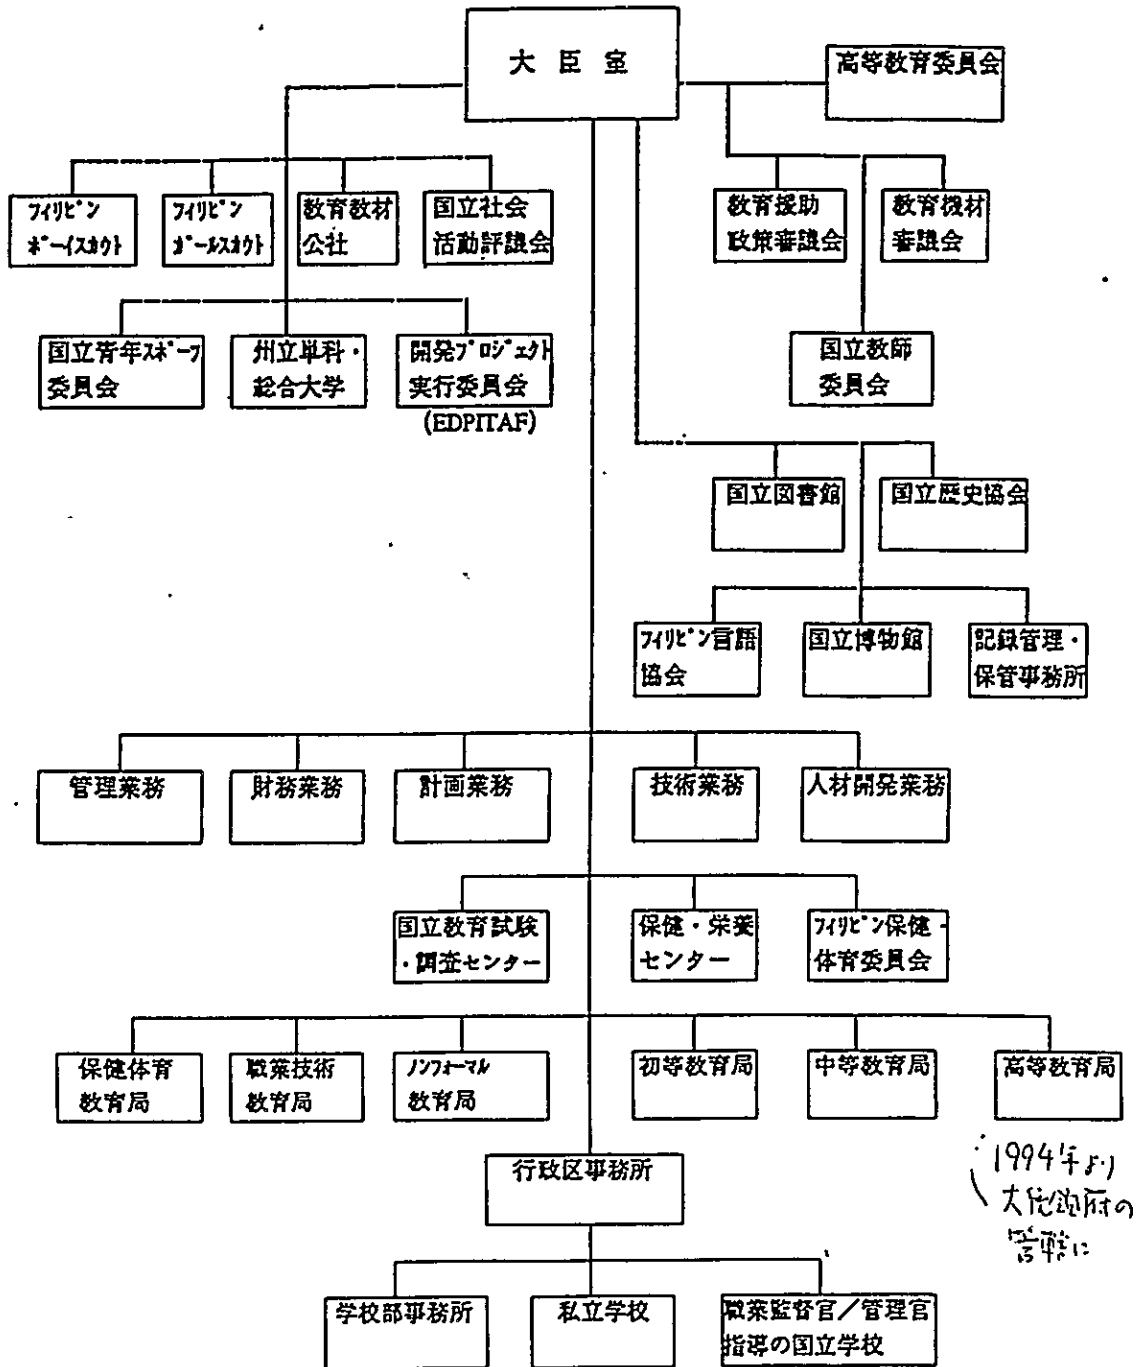 大臣室
高等教育委員会
フィリピン
ボーイスカウト
フィリピン
ガールスカウト
教育教材
公社
国立社会
活動評議会
教育援助
政策審議会
教育機材
審議会
国立青年スポーツ
委員会
州立単科・
総合大学
開発プロジェクト
実行委員会
(EDPITAF)
国立教師
委員会
国立図書館
国立歴史協会
フィリピン言語
協会
国立博物館
記録管理・
保管事務所
管理業務
財務業務
計画業務
技術業務
人材開発業務
国立教育試験
・調査センター
保健・栄養
センター
フィリピン保健・
体育委員会
保健体育
教育局
職業技術
教育局
ノンフォーマル
教育局
初等教育局
中等教育局
高等教育局
1994年より
大統領府の
管轄に
行政区事務所
学校部事務所
私立学校
職業監督官/管理官
指導の国立学校